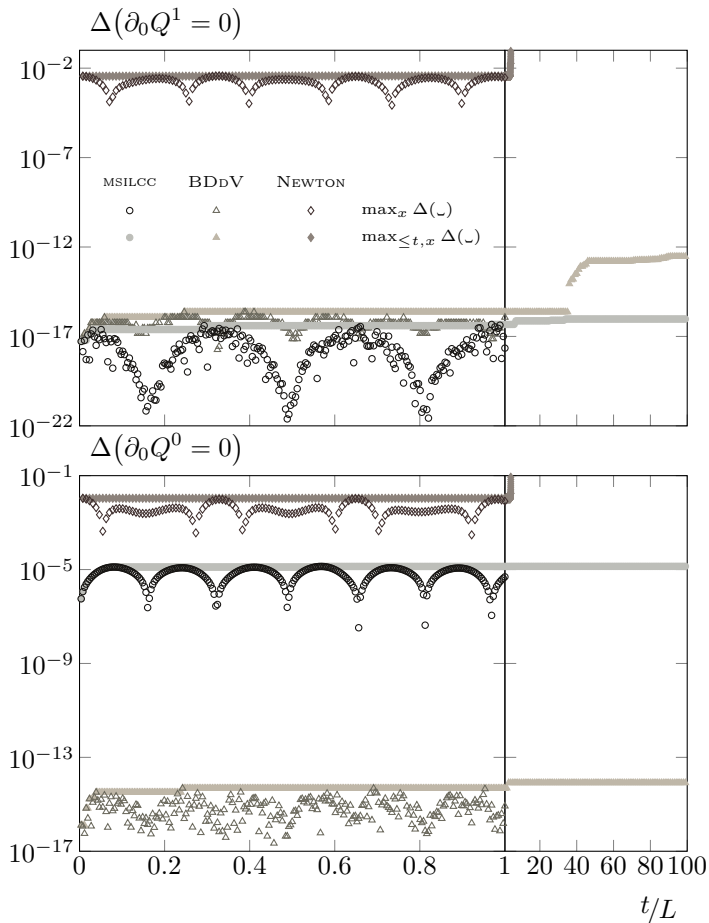 Δ(∂₀Q¹ = 0)
10⁻²
10⁻⁷
MSILCC BDDV NEWTON
maxₓ Δ(␣)
max≤t,x Δ(␣)
10⁻¹²
10⁻¹⁷
10⁻²²
Δ(∂₀Q⁰ = 0)
10⁻¹
10⁻⁵
10⁻⁹
10⁻¹³
10⁻¹⁷
0 0.2 0.4 0.6 0.8 1 20 40 60 80 100
t/L